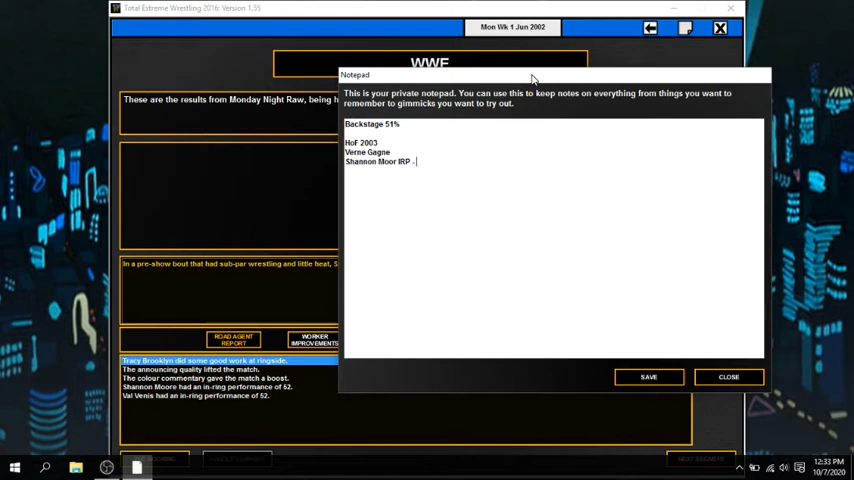 Total Extreme Wrestling 2016: Version 1.55
Mon Wk 1 Jun 2002
WWF
These are the results from Monday Night Raw, being h
Notepad
This is your private notepad. You can use this to keep notes on everything from things you want to
remember to gimmicks you want to try out.
Backstage 51%
HoF 2003
Verne Gagne
Shannon Moor IRP -
In a pre-show bout that had sub-par wrestling and little heat, S
ROAD AGENT
REPORT
WORKER
IMPROVEMENTS
Tracy Brooklyn did some good work at ringside.
The announcing quality lifted the match.
The colour commentary gave the match a boost.
Shannon Moore had an in-ring performance of 52.
Val Venis had an in-ring performance of 52.
SAVE
CLOSE
NEXT SEGMENT
12:33 PM
10/7/2020